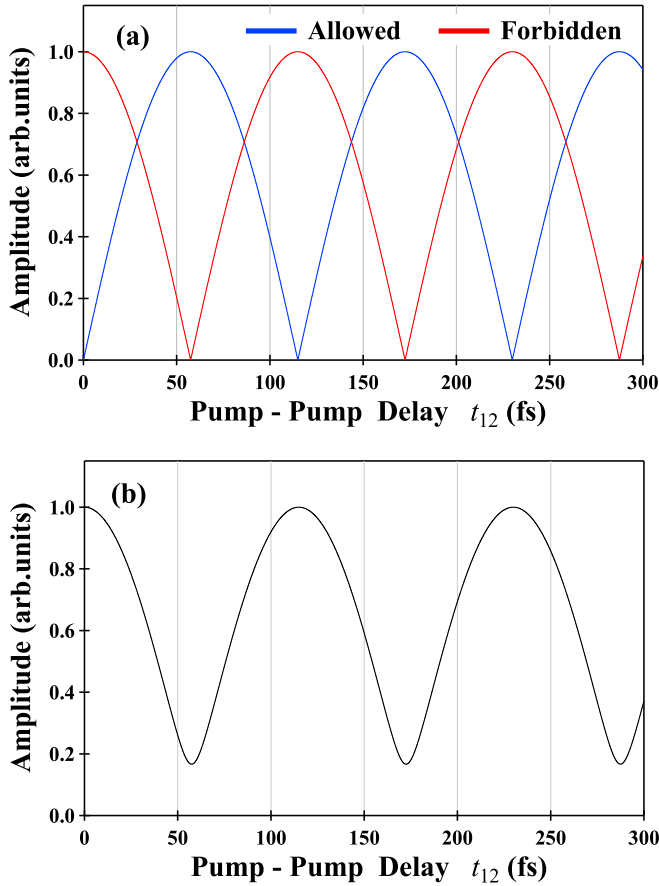 (a)
Allowed
Forbidden
Amplitude (arb.units)
1.0
0.8
0.6
0.4
0.2
0.0
0 50 100 150 200 250 300
Pump - Pump Delay t12 (fs)
(b)
Amplitude (arb.units)
1.0
0.8
0.6
0.4
0.2
0.0
0 50 100 150 200 250 300
Pump - Pump Delay t12 (fs)